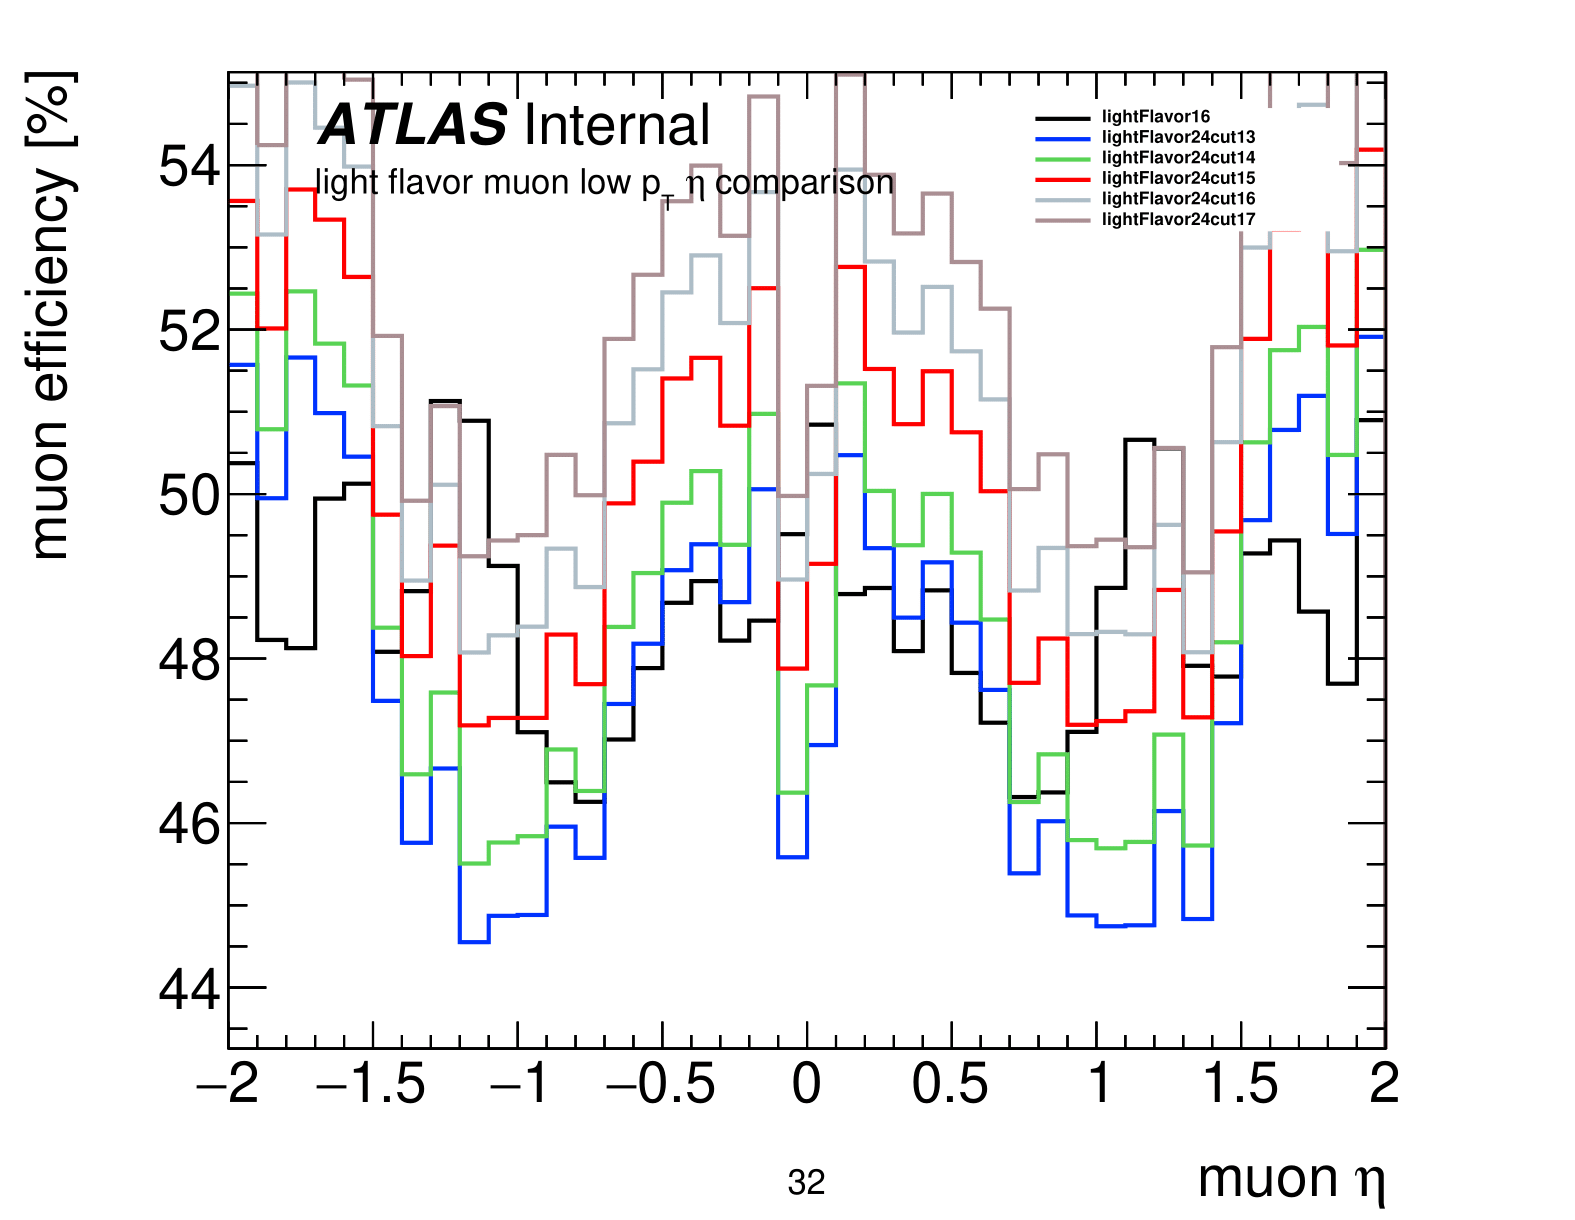 muon efficiency [%]
ATLAS Internal
light flavor muon low pT η comparison
lightFlavor16
lightFlavor24cut13
lightFlavor24cut14
lightFlavor24cut15
lightFlavor24cut16
lightFlavor24cut17
54
52
50
48
46
44
−2 −1.5 −1 −0.5 0 0.5 1 1.5 2
muon η
32